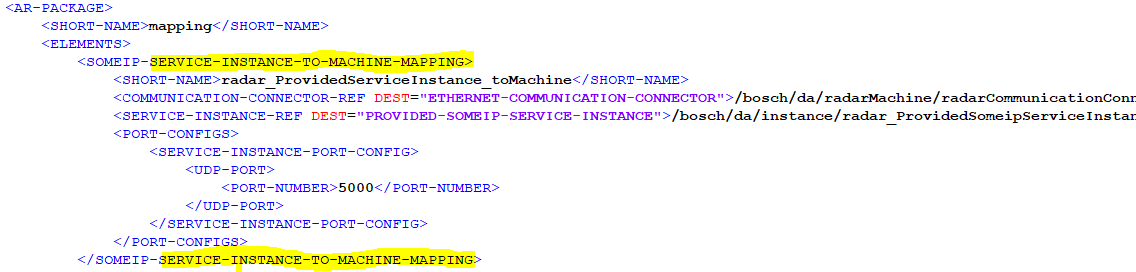 <AR-PACKAGE>
<SHORT-NAME>mapping</SHORT-NAME>
<ELEMENTS>
<SOMEIP-SERVICE-INSTANCE-TO-MACHINE-MAPPING>
<SHORT-NAME>radar_ProvidedServiceInstance_toMachine</SHORT-NAME>
<COMMUNICATION-CONNECTOR-REF DEST="ETHERNET-COMMUNICATION-CONNECTOR">/bosch/da/radarMachine/radarCommunicationConn
<SERVICE-INSTANCE-REF DEST="PROVIDED-SOMEIP-SERVICE-INSTANCE">/bosch/da/instance/radar_ProvidedSomeipServiceInstan
<PORT-CONFIGS>
<SERVICE-INSTANCE-PORT-CONFIG>
<UDP-PORT>
<PORT-NUMBER>5000</PORT-NUMBER>
</UDP-PORT>
</SERVICE-INSTANCE-PORT-CONFIG>
</PORT-CONFIGS>
</SOMEIP-SERVICE-INSTANCE-TO-MACHINE-MAPPING>